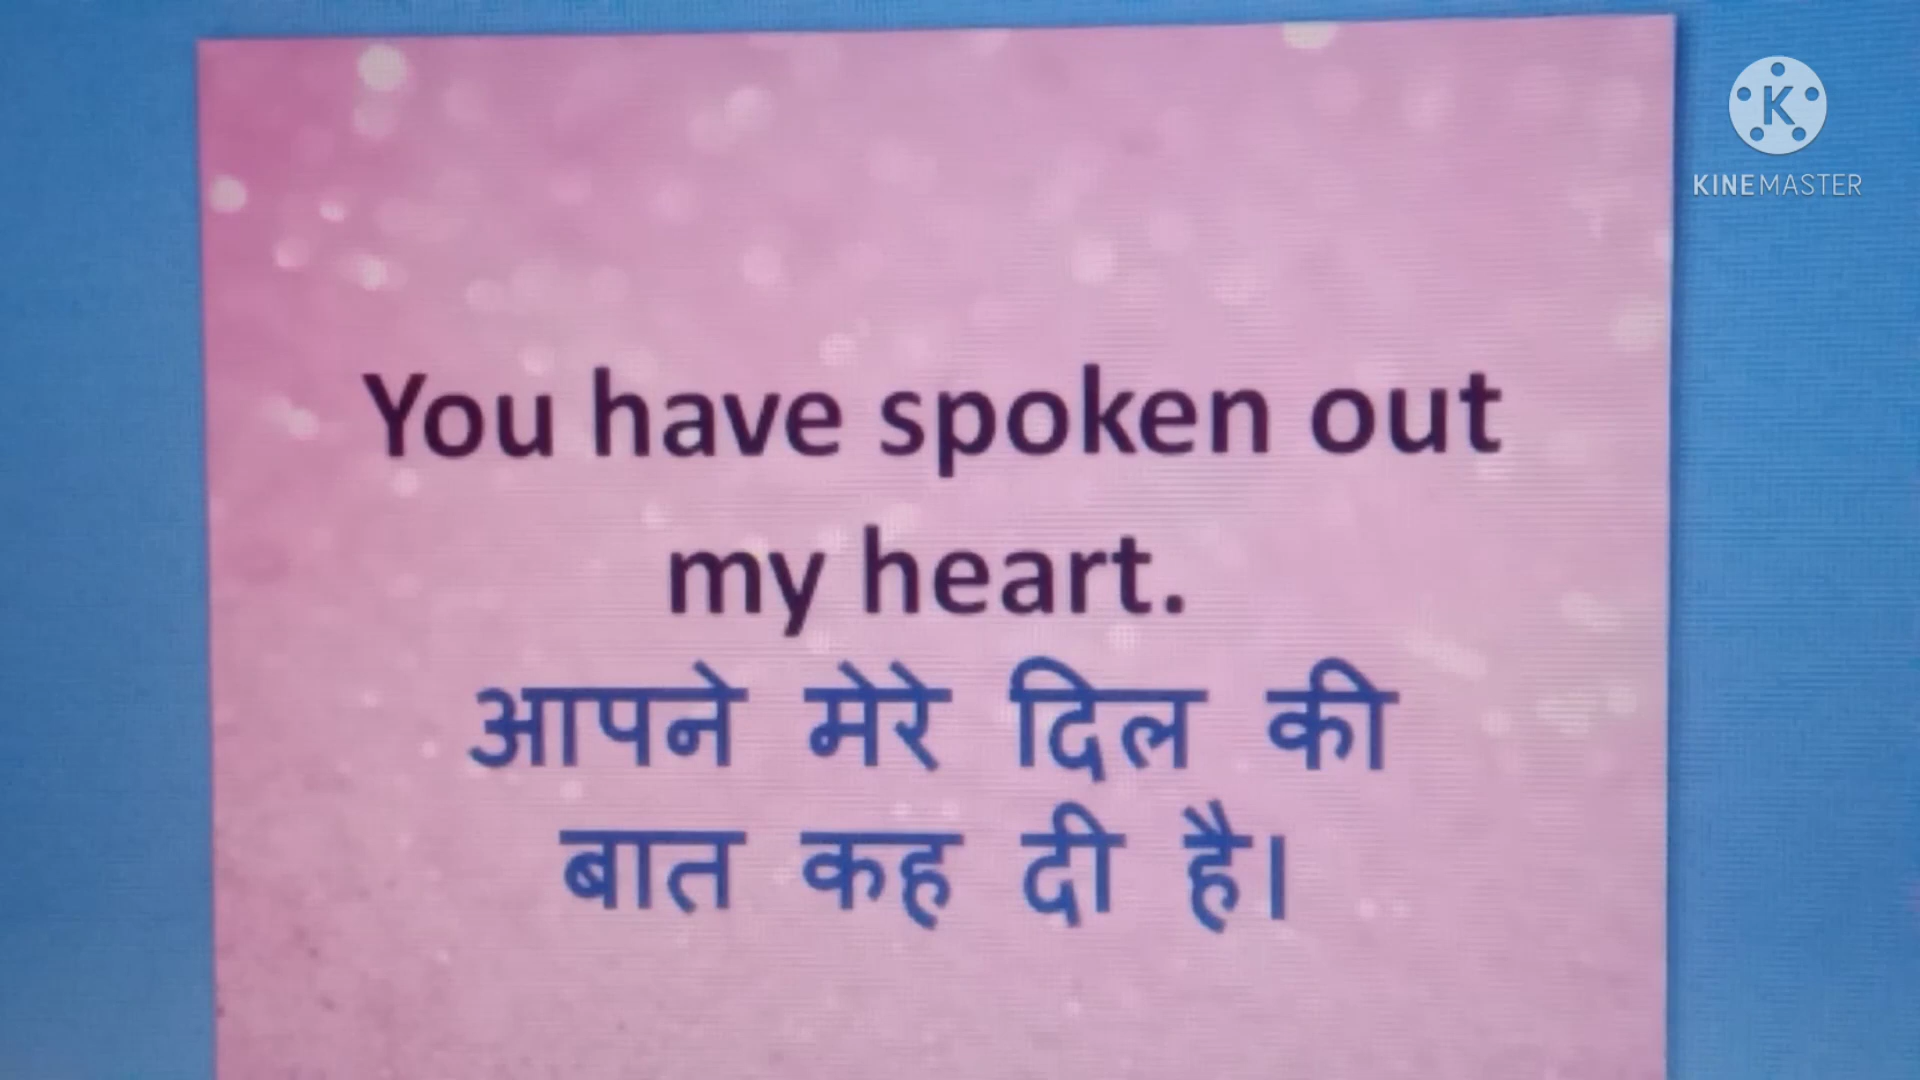 KINEMASTER
You have spoken out
my heart.
आपने मेरे दिल की
बात कह दी है।